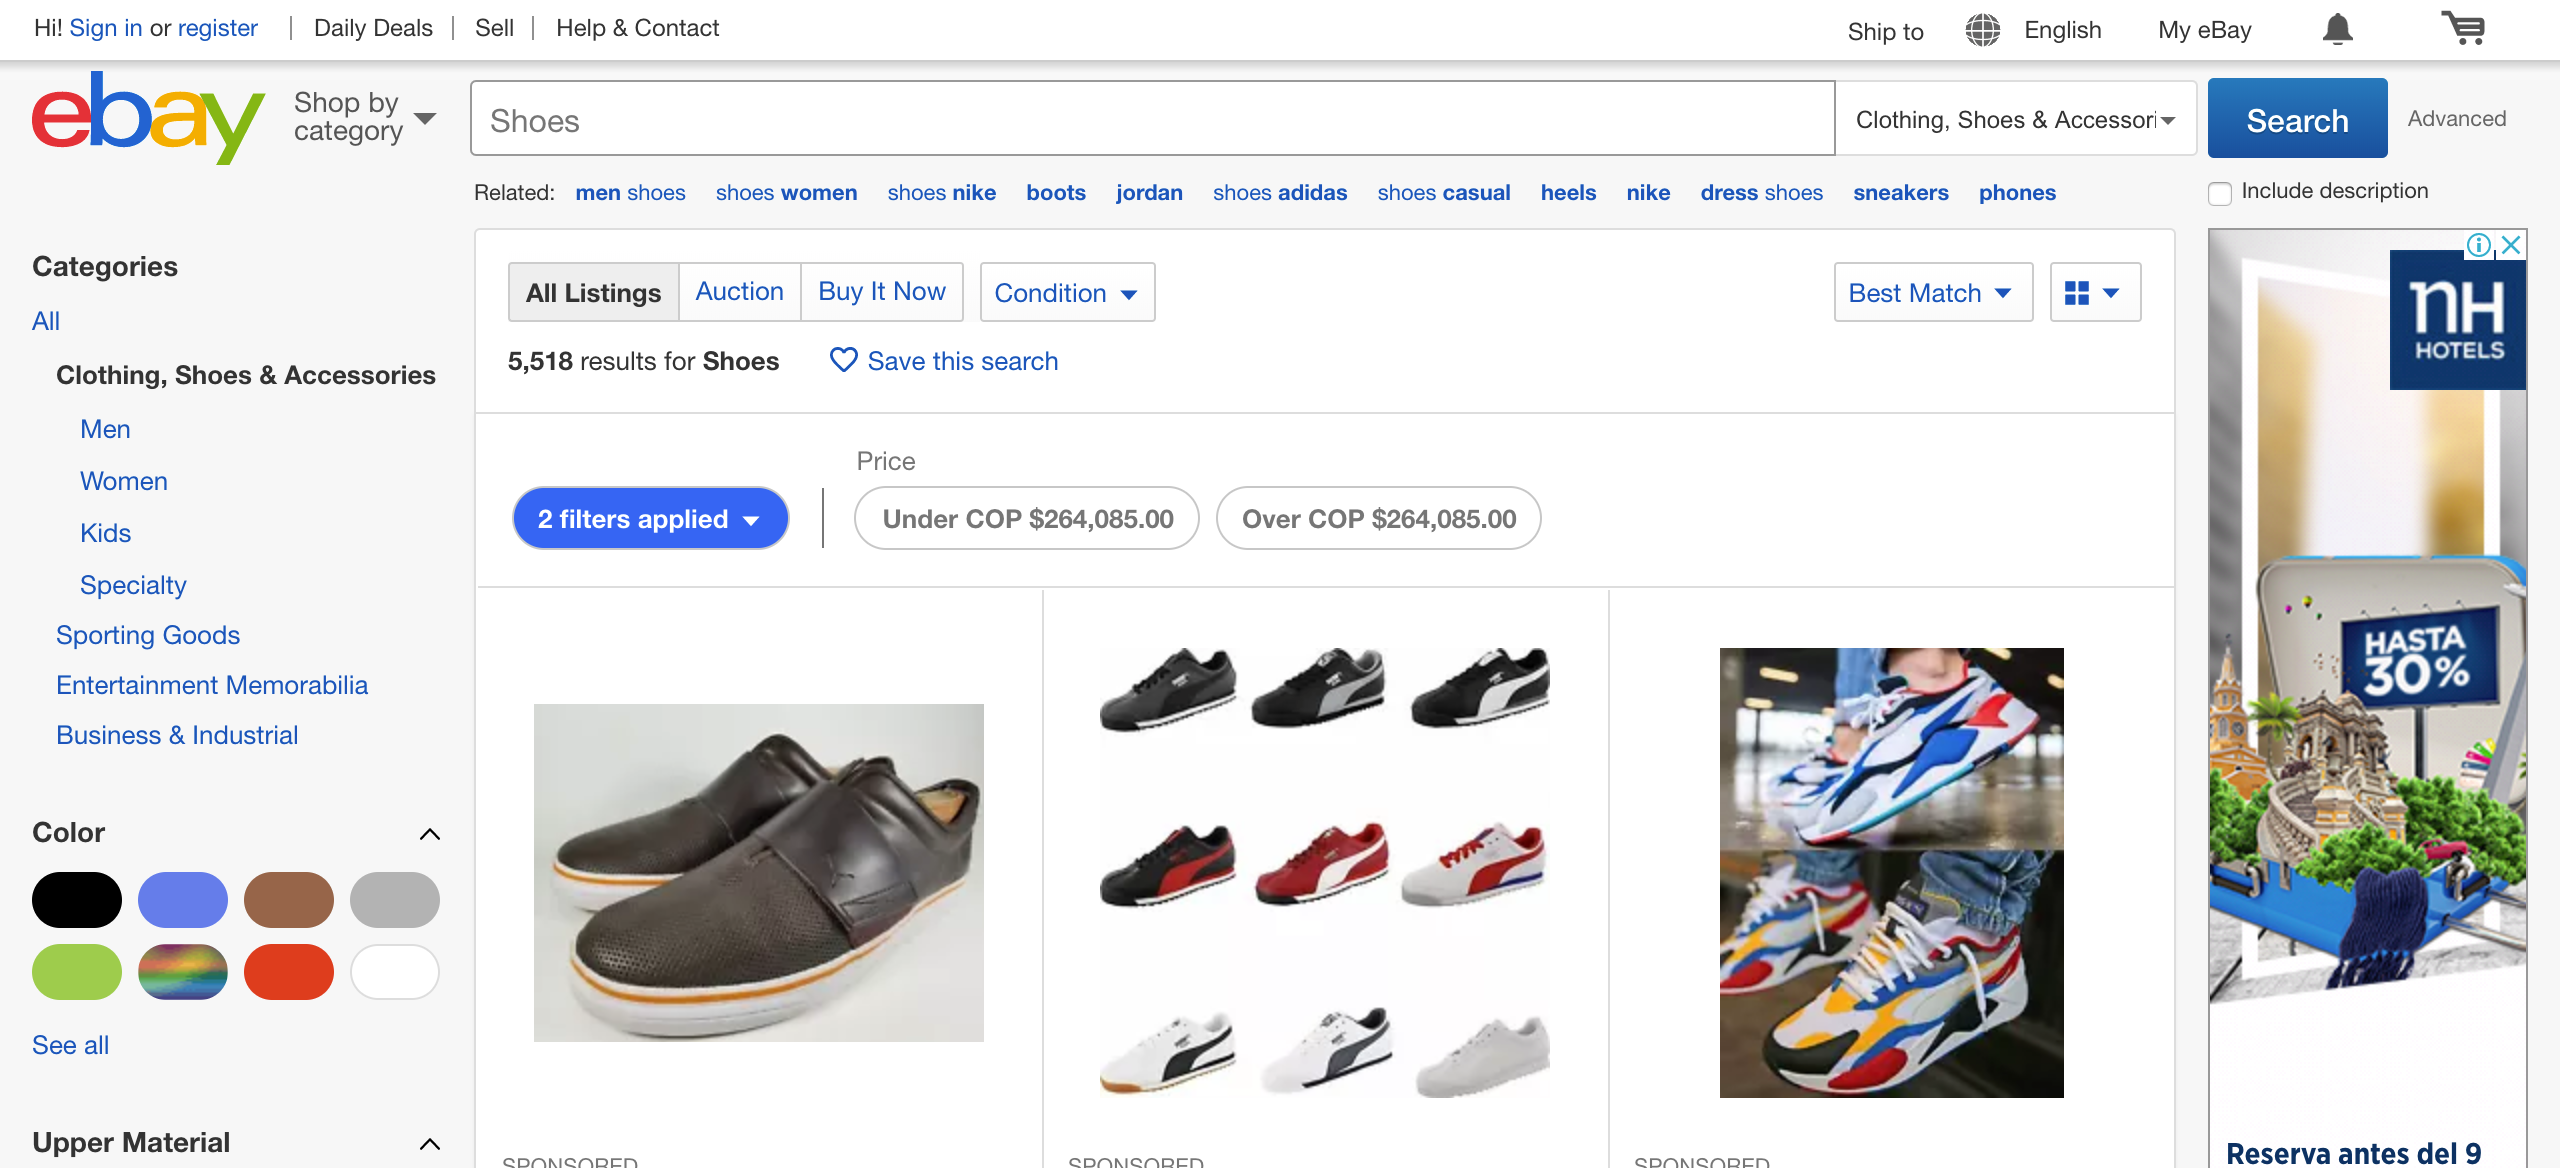 Hi! Sign in or register | Daily Deals | Sell | Help & Contact
Ship to English My eBay
ebay
Shop by
category
Shoes
Clothing, Shoes & Accessori
Search
Advanced
Related: men shoes shoes women shoes nike boots jordan shoes adidas shoes casual heels nike dress shoes sneakers phones
Include description
Categories
All
Clothing, Shoes & Accessories
Men
Women
Kids
Specialty
Sporting Goods
Entertainment Memorabilia
Business & Industrial
Color
See all
Upper Material
All Listings Auction Buy It Now Condition
Best Match
5,518 results for Shoes Save this search
Price
2 filters applied
Under COP $264,085.00 Over COP $264,085.00
SPONSORED SPONSORED SPONSORED
nH
HOTELS
HASTA
30%
Reserva antes del 9